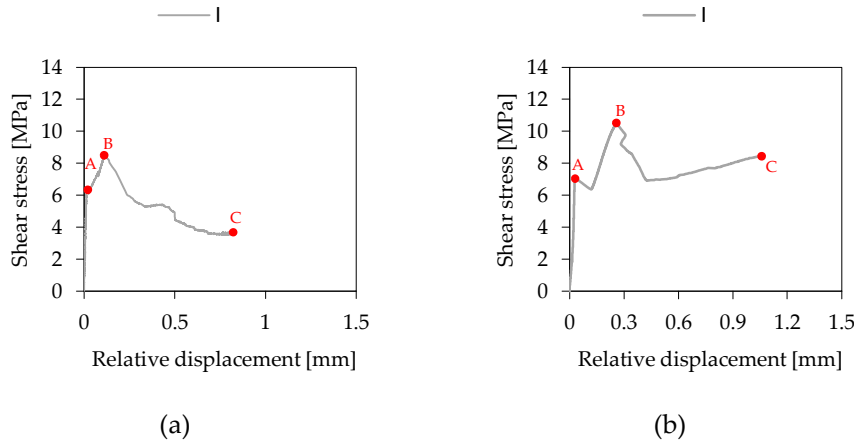 I
Shear stress [MPa]
14
12
10
8
6
4
2
0
A
B
C
0
0.5
1
1.5
Relative displacement [mm]
(a)
I
Shear stress [MPa]
14
12
10
8
6
4
2
0
A
B
C
0
0.3
0.6
0.9
1.2
1.5
Relative displacement [mm]
(b)